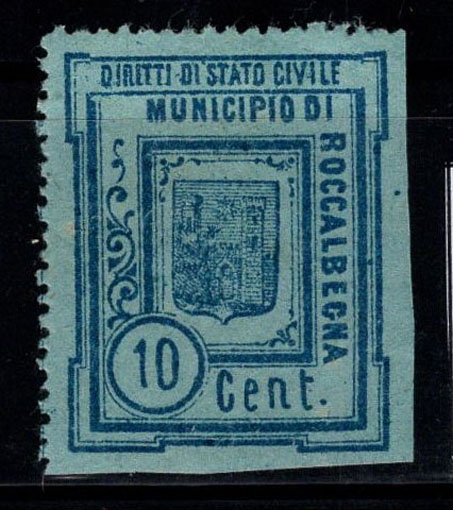 DIRITTI DI STATO CIVILE
MUNICIPIO DI
ROCCALBEGNA
10 Cent.